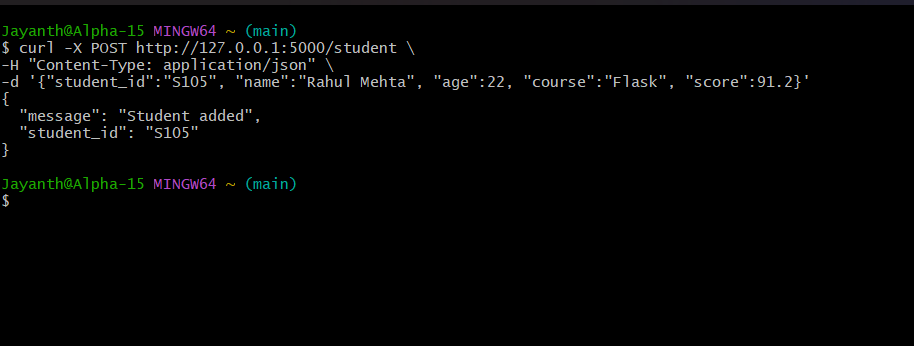 Jayanth@Alpha-15 MINGW64 ~ (main)
$ curl -X POST http://127.0.0.1:5000/student \
-H "Content-Type: application/json" \
-d '{"student_id":"S105", "name":"Rahul Mehta", "age":22, "course":"Flask", "score":91.2}'
{
  "message": "Student added",
  "student_id": "S105"
}
Jayanth@Alpha-15 MINGW64 ~ (main)
$